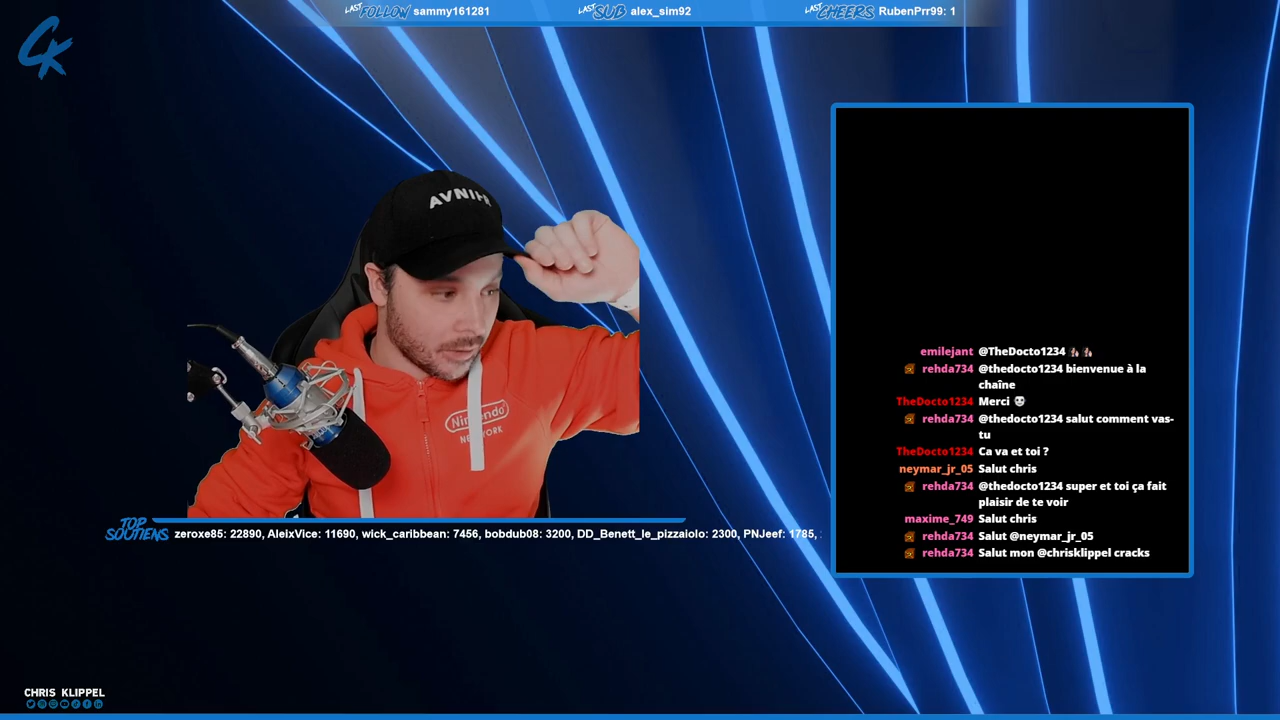 LAST FOLLOW sammy161281 LAST SUB alex_sim92 LAST CHEERS RubenPrr99: 1
CK
emilejant @TheDocto1234
rehda734 @thedocto1234 bienvenue à la
chaîne
TheDocto1234 Merci
rehda734 @thedocto1234 salut comment vas-
tu
TheDocto1234 Ca va et toi ?
neymar_jr_05 Salut chris
rehda734 @thedocto1234 super et toi ça fait
plaisir de te voir
maxime_749 Salut chris
rehda734 Salut @neymar_jr_05
rehda734 Salut mon @chrisklippel cracks
Nintendo
NEW YORK
TOP
SOUTIENS zeroxe85: 22890, AleixVice: 11690, wick_caribbean: 7456, bobdub08: 3200, DD_Benett_le_pizzaiolo: 2300, PNJeef: 1785,
CHRIS KLIPPEL